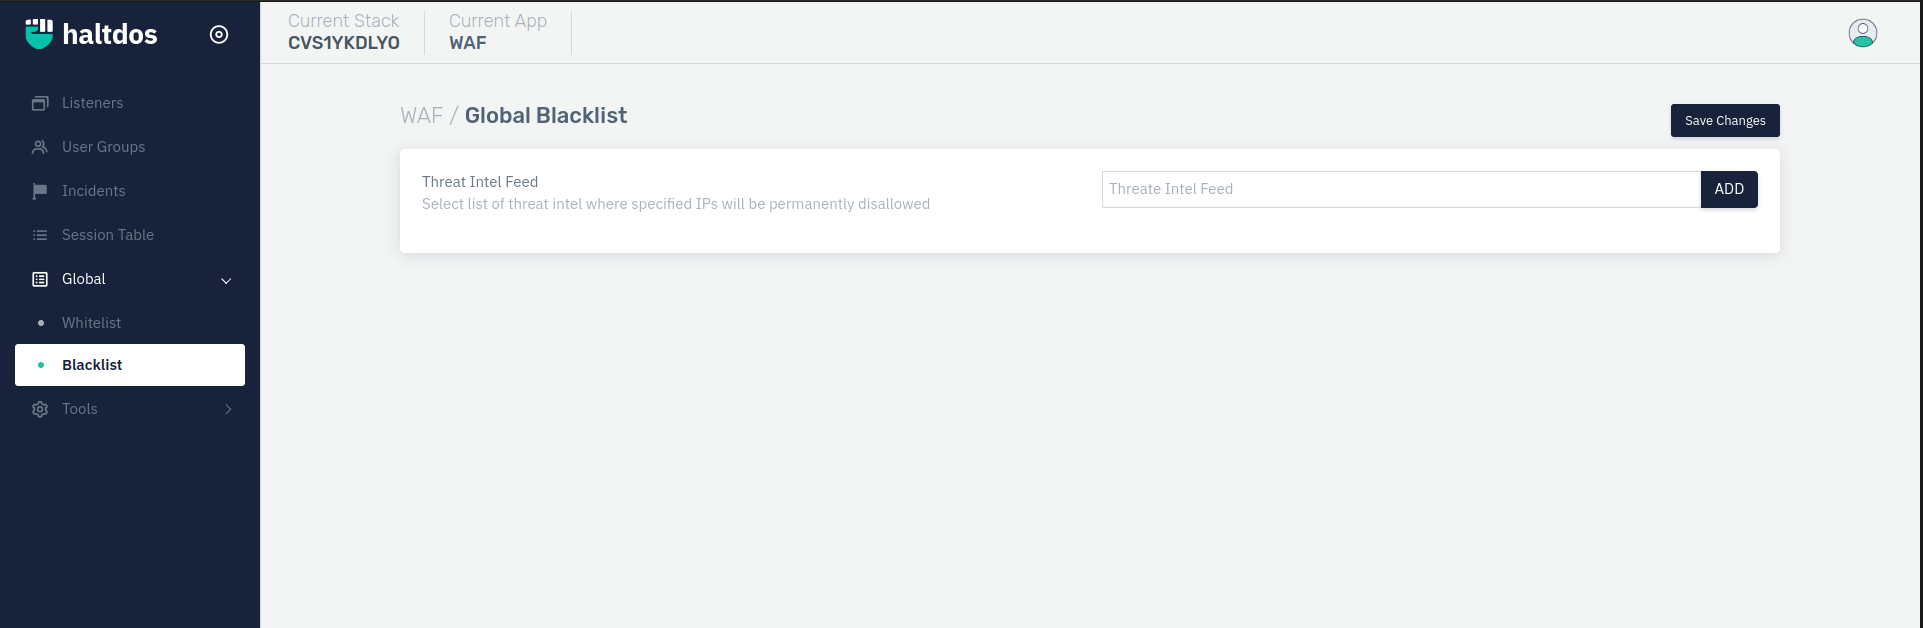 haltdos
Current Stack
CVS1YKDLYO
Current App
WAF
Listeners
User Groups
Incidents
Session Table
Global
Whitelist
Blacklist
Tools
WAF / Global Blacklist
Save Changes
Threat Intel Feed
Select list of threat intel where specified IPs will be permanently disallowed
Threate Intel Feed
ADD